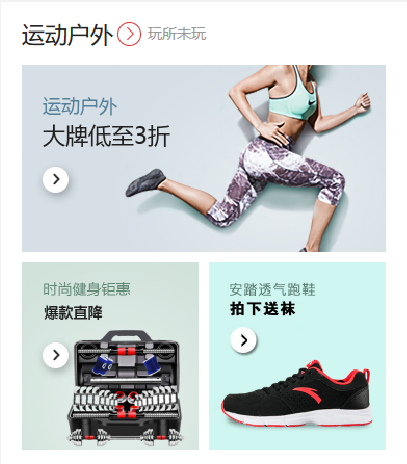 运动户外 玩所未玩
运动户外
大牌低至3折
时尚健身钜惠
爆款直降
安踏透气跑鞋
拍下送袜